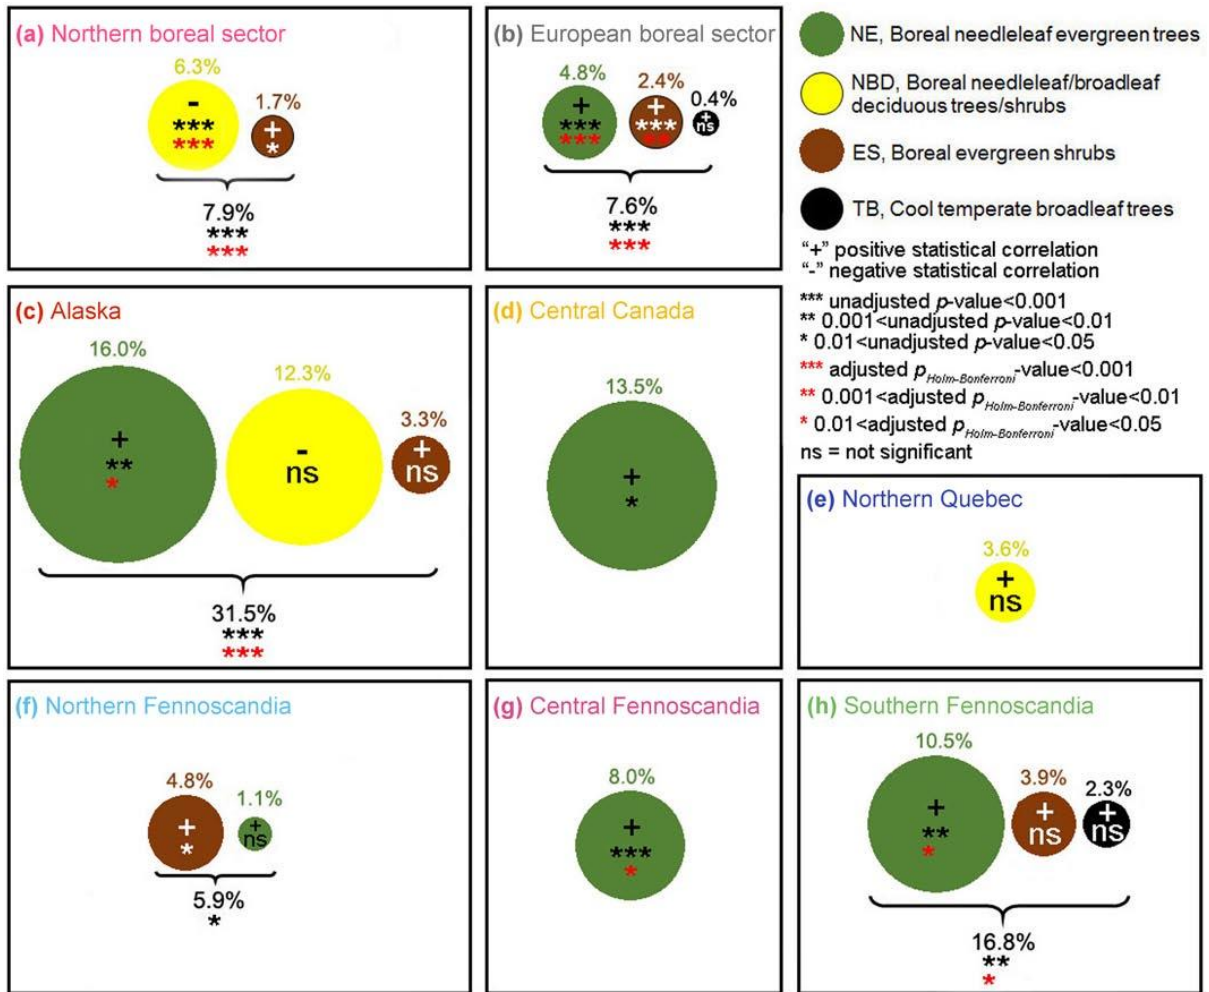 (a) Northern boreal sector
6.3%
-
***
***
1.7%
+
*
7.9%
***
***
(b) European boreal sector
4.8%
+
***
***
2.4%
+
***
**
0.4%
+
ns
7.6%
***
***
NE, Boreal needleleaf evergreen trees
NBD, Boreal needleleaf/broadleaf
deciduous trees/shrubs
ES, Boreal evergreen shrubs
TB, Cool temperate broadleaf trees
"+" positive statistical correlation
"-" negative statistical correlation
*** unadjusted p-value<0.001
** 0.001<unadjusted p-value<0.01
* 0.01<unadjusted p-value<0.05
*** adjusted pHolm-Bonferroni-value<0.001
** 0.001<adjusted pHolm-Bonferroni-value<0.01
* 0.01<adjusted pHolm-Bonferroni-value<0.05
ns = not significant
(c) Alaska
16.0%
+
**
*
12.3%
-
ns
3.3%
+
ns
31.5%
***
***
(d) Central Canada
13.5%
+
*
(e) Northern Quebec
3.6%
+
ns
(f) Northern Fennoscandia
4.8%
+
*
1.1%
+
ns
5.9%
*
(g) Central Fennoscandia
8.0%
+
***
*
(h) Southern Fennoscandia
10.5%
+
**
*
3.9%
+
ns
2.3%
+
ns
16.8%
**
*